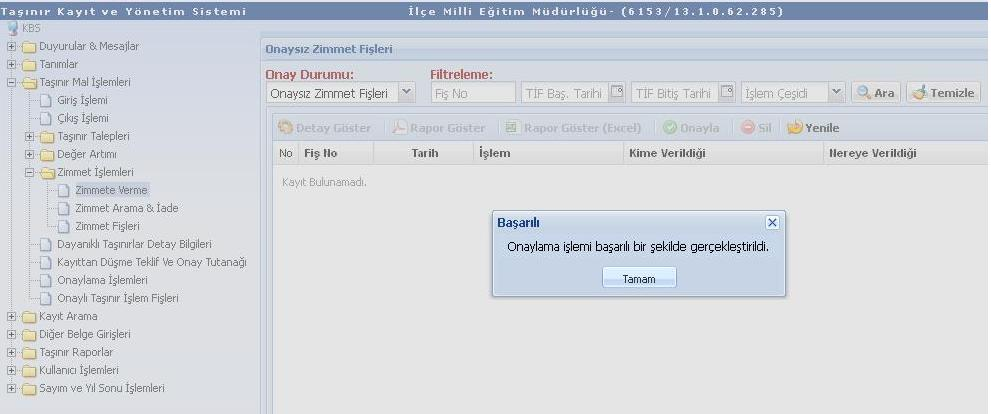 Taşınır Kayıt ve Yönetim Sistemi İlçe Milli Eğitim Müdürlüğü- (6153/13.1.0.62.285)
KBS
Duyurular & Mesajlar
Tanımlar
Taşınır Mal İşlemleri
Giriş İşlemi
Çıkış İşlemi
Taşınır Talepleri
Değer Artımı
Zimmet İşlemleri
Zimmete Verme
Zimmet Arama & İade
Zimmet Fişleri
Dayanıklı Taşınırlar Detay Bilgileri
Kayıttan Düşme Teklif Ve Onay Tutanağı
Onaylama İşlemleri
Onaylı Taşınır İşlem Fişleri
Kayıt Arama
Diğer Belge Girişleri
Taşınır Raporlar
Kullanıcı İşlemleri
Sayım ve Yıl Sonu İşlemleri
Onaysız Zimmet Fişleri
Onay Durumu: Filtreleme:
Onaysız Zimmet Fişleri Fiş No TİF Baş. Tarihi TİF Bitiş Tarihi İşlem Çeşidi Ara Temizle
Detay Göster Rapor Göster Rapor Göster (Excel) Onayla Sil Yenile
No Fiş No Tarih İşlem Kime Verildiği Nereye Verildiği
Kayıt Bulunamadı.
Başarılı
Onaylama işlemi başarılı bir şekilde gerçekleştirildi.
Tamam